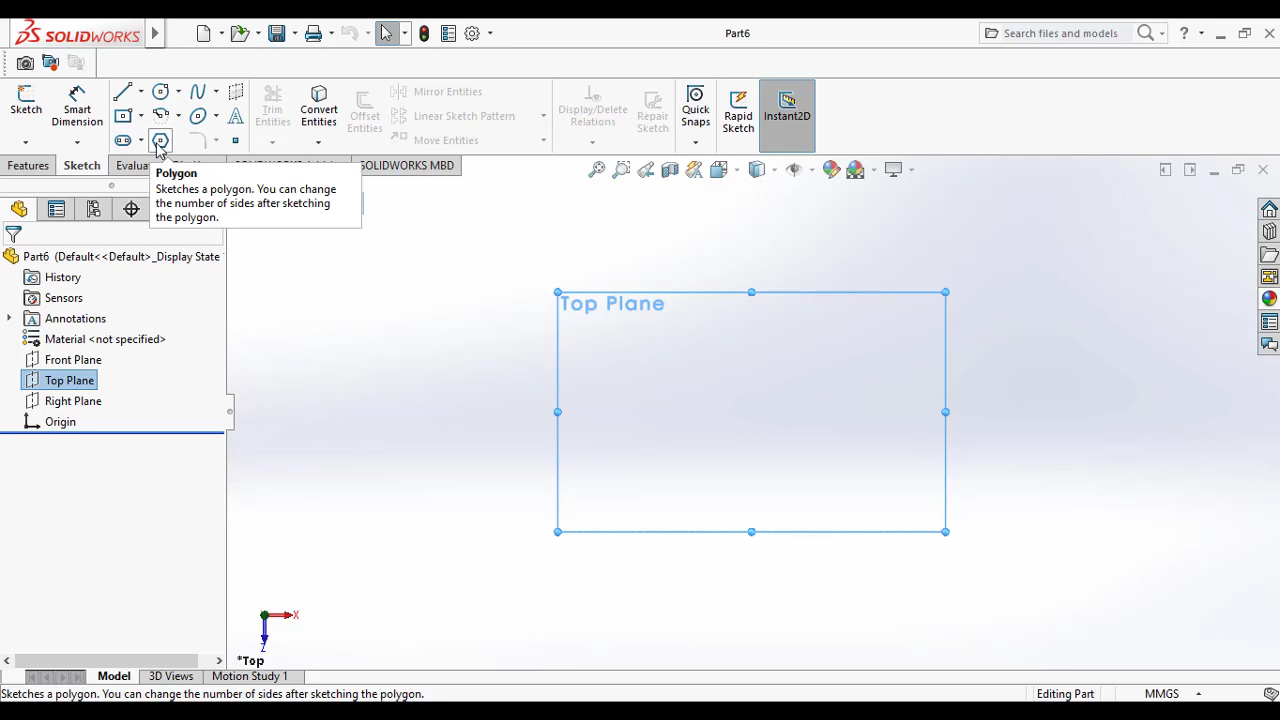 SOLIDWORKS
Part6
Search files and models
?
Sketch
Smart Dimension
Trim Entities
Convert Entities
Offset Entities
Mirror Entities
Linear Sketch Pattern
Move Entities
Display/Delete Relations
Repair Sketch
Quick Snaps
Rapid Sketch
Instant2D
Features
Sketch
SOLIDWORKS MBD
Polygon
Sketches a polygon. You can change
the number of sides after sketching
the polygon.
Part6 (Default<<Default>_Display State
History
Sensors
Annotations
Material <not specified>
Front Plane
Top Plane
Right Plane
Origin
Top Plane
X
Z
*Top
Model
3D Views
Motion Study 1
Sketches a polygon. You can change the number of sides after sketching the polygon.
Editing Part
MMGS